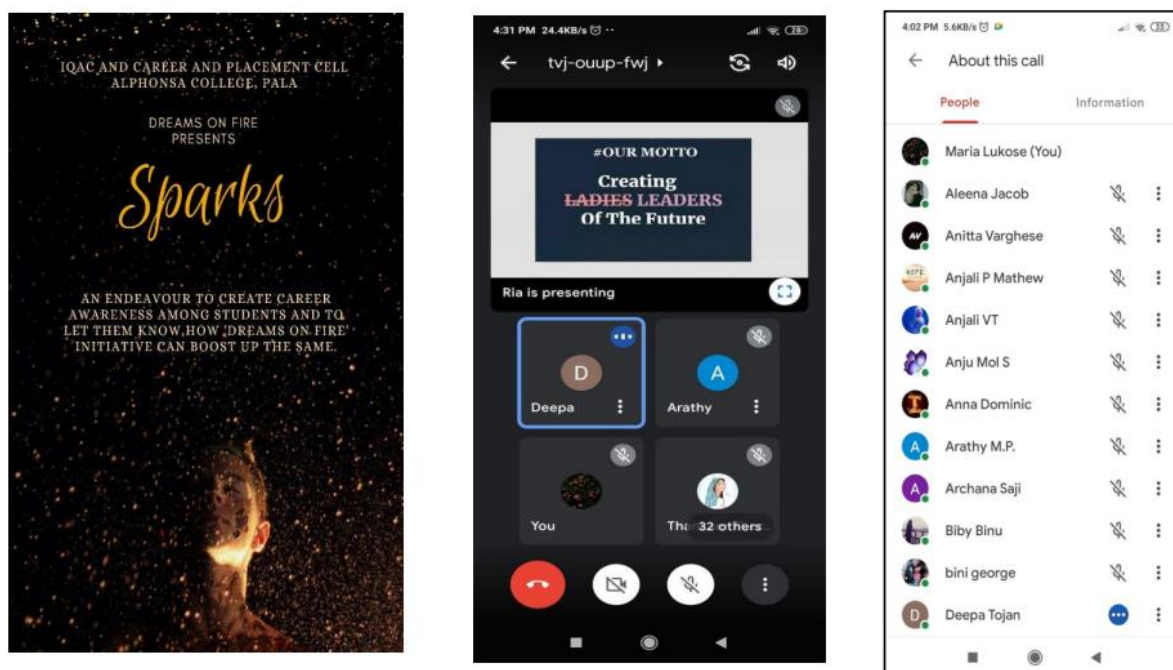 IQAC AND CAREER AND PLACEMENT CELL
ALPHONSA COLLEGE, PALA
DREAMS ON FIRE
PRESENTS
Sparks
AN ENDEAVOUR TO CREATE CAREER
AWARENESS AMONG STUDENTS AND TO
LET THEM KNOW,HOW 'DREAMS ON FIRE'
INITIATIVE CAN BOOST UP THE SAME.
4:31 PM 24.4KB/s
28
tvj-ouup-fwj
#OUR MOTTO
Creating
LADIES LEADERS
Of The Future
Ria is presenting
D
Deepa
A
Arathy
You
32 others
4:02 PM 5.6KB/s
33
About this call
People
Information
Maria Lukose (You)
Aleena Jacob
AV
Anitta Varghese
HOPE
Anjali P Mathew
Anjali VT
Anju Mol S
Anna Dominic
A
Arathy M.P.
A
Archana Saji
Biby Binu
bini george
D
Deepa Tojan